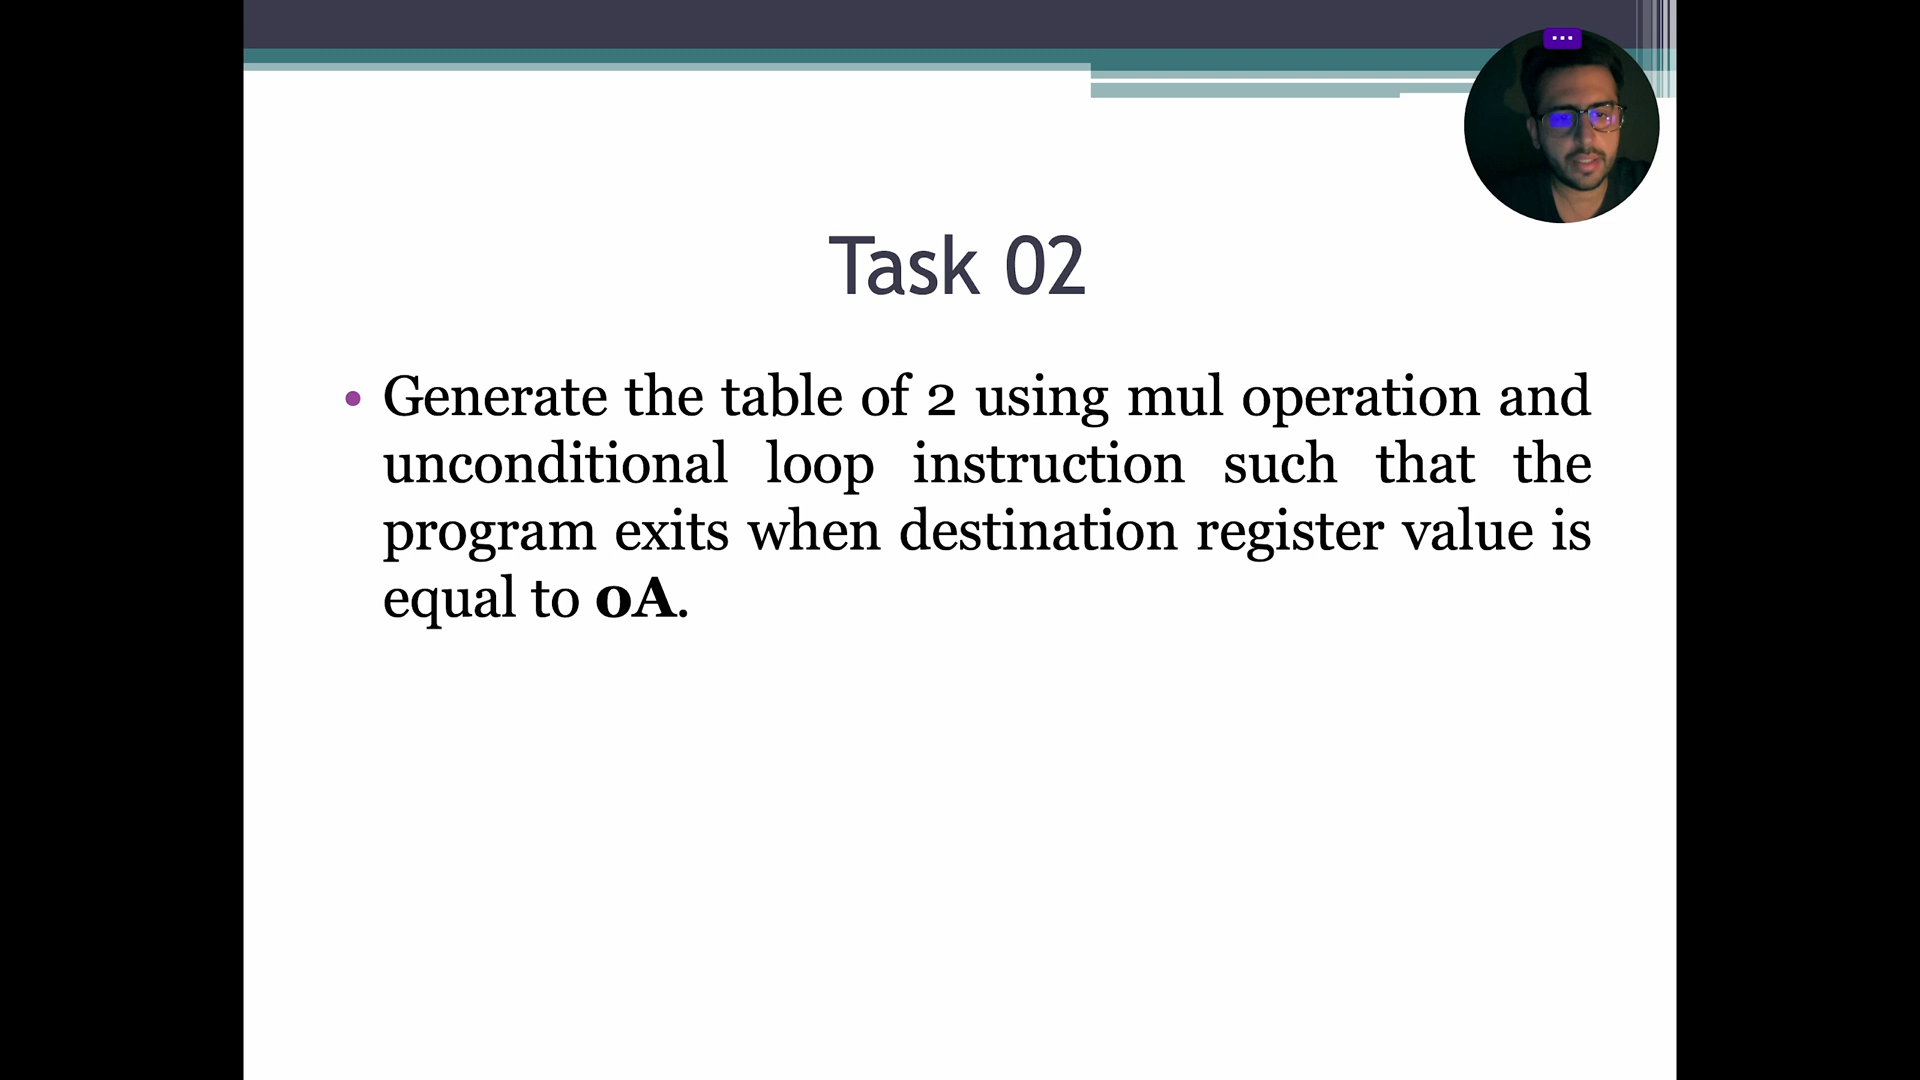 Task 02
• Generate the table of 2 using mul operation and
unconditional loop instruction such that the
program exits when destination register value is
equal to 0A.